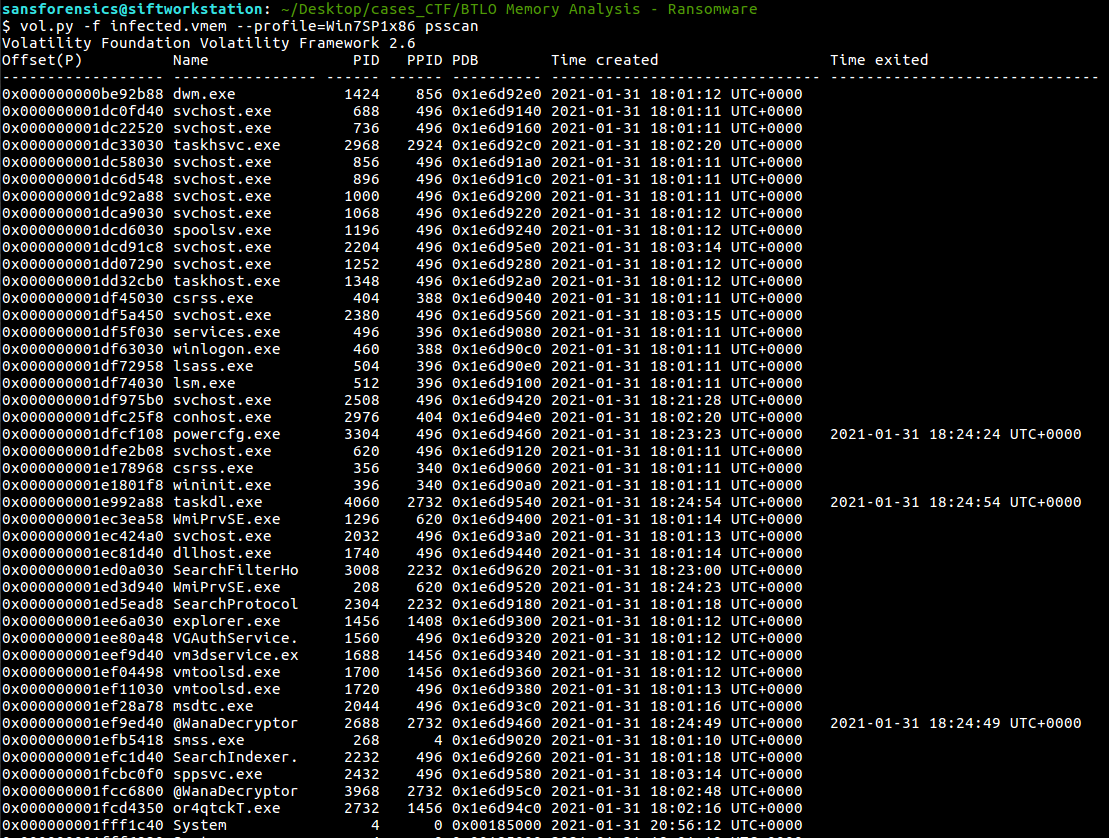 sansforensics@siftworkstation: ~/Desktop/cases_CTF/BTLO Memory Analysis - Ransomware
$ vol.py -f infected.vmem --profile=Win7SP1x86 psscan
Volatility Foundation Volatility Framework 2.6
Offset(P)          Name                PID   PPID PDB        Time created                   Time exited
------------------ ---------------- ------ ------ ---------- ------------------------------ ------------------------------
0x000000000be92b88 dwm.exe            1424    856 0x1e6d92e0 2021-01-31 18:01:12 UTC+0000
0x000000001dc0fd40 svchost.exe         688    496 0x1e6d9140 2021-01-31 18:01:11 UTC+0000
0x000000001dc22520 svchost.exe         736    496 0x1e6d9160 2021-01-31 18:01:11 UTC+0000
0x000000001dc33030 taskhsvc.exe       2968   2924 0x1e6d92c0 2021-01-31 18:02:20 UTC+0000
0x000000001dc58030 svchost.exe         856    496 0x1e6d91a0 2021-01-31 18:01:11 UTC+0000
0x000000001dc6d548 svchost.exe         896    496 0x1e6d91c0 2021-01-31 18:01:11 UTC+0000
0x000000001dc92a88 svchost.exe        1000    496 0x1e6d9200 2021-01-31 18:01:11 UTC+0000
0x000000001dca9030 svchost.exe        1068    496 0x1e6d9220 2021-01-31 18:01:12 UTC+0000
0x000000001dcd6030 spoolsv.exe        1196    496 0x1e6d9240 2021-01-31 18:01:12 UTC+0000
0x000000001dcd91c8 svchost.exe        2204    496 0x1e6d95e0 2021-01-31 18:03:14 UTC+0000
0x000000001dd07290 svchost.exe        1252    496 0x1e6d9280 2021-01-31 18:01:12 UTC+0000
0x000000001dd32cb0 taskhost.exe       1348    496 0x1e6d92a0 2021-01-31 18:01:12 UTC+0000
0x000000001df45030 csrss.exe           404    388 0x1e6d9040 2021-01-31 18:01:11 UTC+0000
0x000000001df5a450 svchost.exe        2380    496 0x1e6d9560 2021-01-31 18:03:15 UTC+0000
0x000000001df5f030 services.exe        496    396 0x1e6d9080 2021-01-31 18:01:11 UTC+0000
0x000000001df63030 winlogon.exe        460    388 0x1e6d90c0 2021-01-31 18:01:11 UTC+0000
0x000000001df72958 lsass.exe           504    396 0x1e6d90e0 2021-01-31 18:01:11 UTC+0000
0x000000001df74030 lsm.exe             512    396 0x1e6d9100 2021-01-31 18:01:11 UTC+0000
0x000000001df975b0 svchost.exe        2508    496 0x1e6d9420 2021-01-31 18:21:28 UTC+0000
0x000000001dfc25f8 conhost.exe        2976    404 0x1e6d94e0 2021-01-31 18:02:20 UTC+0000
0x000000001dfcf108 powercfg.exe       3304    496 0x1e6d9460 2021-01-31 18:23:23 UTC+0000   2021-01-31 18:24:24 UTC+0000
0x000000001dfe2b08 svchost.exe         620    496 0x1e6d9120 2021-01-31 18:01:11 UTC+0000
0x000000001e178968 csrss.exe           356    340 0x1e6d9060 2021-01-31 18:01:11 UTC+0000
0x000000001e1801f8 wininit.exe         396    340 0x1e6d90a0 2021-01-31 18:01:11 UTC+0000
0x000000001e992a88 taskdl.exe         4060   2732 0x1e6d9540 2021-01-31 18:24:54 UTC+0000   2021-01-31 18:24:54 UTC+0000
0x000000001ec3ea58 WmiPrvSE.exe       1296    620 0x1e6d9400 2021-01-31 18:01:14 UTC+0000
0x000000001ec424a0 svchost.exe        2032    496 0x1e6d93a0 2021-01-31 18:01:13 UTC+0000
0x000000001ec81d40 dllhost.exe        1740    496 0x1e6d9440 2021-01-31 18:01:14 UTC+0000
0x000000001ed0a030 SearchFilterHo     3008   2232 0x1e6d9620 2021-01-31 18:23:00 UTC+0000
0x000000001ed3d940 WmiPrvSE.exe        208    620 0x1e6d9520 2021-01-31 18:24:23 UTC+0000
0x000000001ed5ead8 SearchProtocol     2304   2232 0x1e6d9180 2021-01-31 18:01:18 UTC+0000
0x000000001ee6a030 explorer.exe       1456   1408 0x1e6d9300 2021-01-31 18:01:12 UTC+0000
0x000000001ee80a48 VGAuthService.     1560    496 0x1e6d9320 2021-01-31 18:01:12 UTC+0000
0x000000001eef9d40 vm3dservice.ex     1688   1456 0x1e6d9340 2021-01-31 18:01:12 UTC+0000
0x000000001ef04498 vmtoolsd.exe       1700   1456 0x1e6d9360 2021-01-31 18:01:12 UTC+0000
0x000000001ef11030 vmtoolsd.exe       1720    496 0x1e6d9380 2021-01-31 18:01:13 UTC+0000
0x000000001ef28a78 msdtc.exe          2044    496 0x1e6d93c0 2021-01-31 18:01:16 UTC+0000
0x000000001ef9ed40 @WanaDecryptor     2688   2732 0x1e6d9460 2021-01-31 18:24:49 UTC+0000   2021-01-31 18:24:49 UTC+0000
0x000000001efb5418 smss.exe            268      4 0x1e6d9020 2021-01-31 18:01:10 UTC+0000
0x000000001efc1d40 SearchIndexer.     2232    496 0x1e6d9260 2021-01-31 18:01:18 UTC+0000
0x000000001fcbc0f0 sppsvc.exe         2432    496 0x1e6d9580 2021-01-31 18:03:14 UTC+0000
0x000000001fcc6800 @WanaDecryptor     3968   2732 0x1e6d95c0 2021-01-31 18:02:48 UTC+0000
0x000000001fcd4350 or4qtckT.exe       2732   1456 0x1e6d94c0 2021-01-31 18:02:16 UTC+0000
0x000000001fff1c40 System                4      0 0x00185000 2021-01-31 20:56:12 UTC+0000